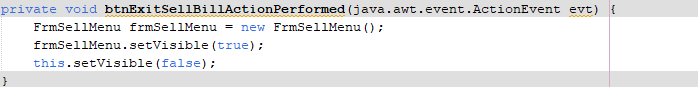 private void btnExitSellBillActionPerformed(java.awt.event.ActionEvent evt) {
FrmSellMenu frmSellMenu = new FrmSellMenu();
frmSellMenu.setVisible(true);
this.setVisible(false);
}